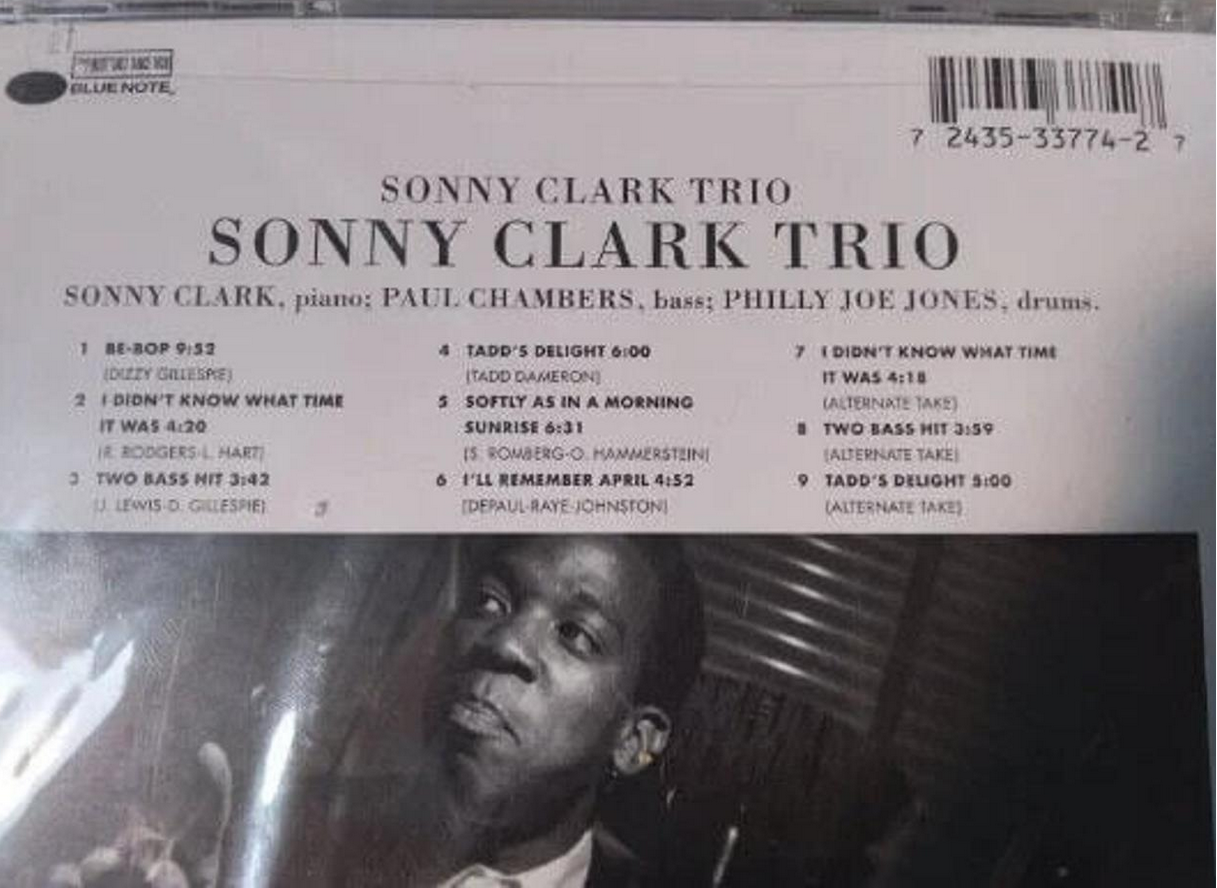 BLUE NOTE
7 2435-33774-2 7
SONNY CLARK TRIO
SONNY CLARK TRIO
SONNY CLARK, piano; PAUL CHAMBERS, bass; PHILLY JOE JONES, drums.
1 BE-BOP 9:52
(DIZZY GILLESPIE)
2 I DIDN'T KNOW WHAT TIME
IT WAS 4:20
(R. RODGERS-L. HART)
3 TWO BASS HIT 3:42
(J. LEWIS-D. GILLESPIE)
4 TADD'S DELIGHT 6:00
(TADD DAMERON)
5 SOFTLY AS IN A MORNING
SUNRISE 6:31
(S. ROMBERG-O. HAMMERSTEIN)
6 I'LL REMEMBER APRIL 4:52
(DEPAUL-RAYE-JOHNSTON)
7 I DIDN'T KNOW WHAT TIME
IT WAS 4:18
(ALTERNATE TAKE)
8 TWO BASS HIT 3:59
(ALTERNATE TAKE)
9 TADD'S DELIGHT 5:00
(ALTERNATE TAKE)